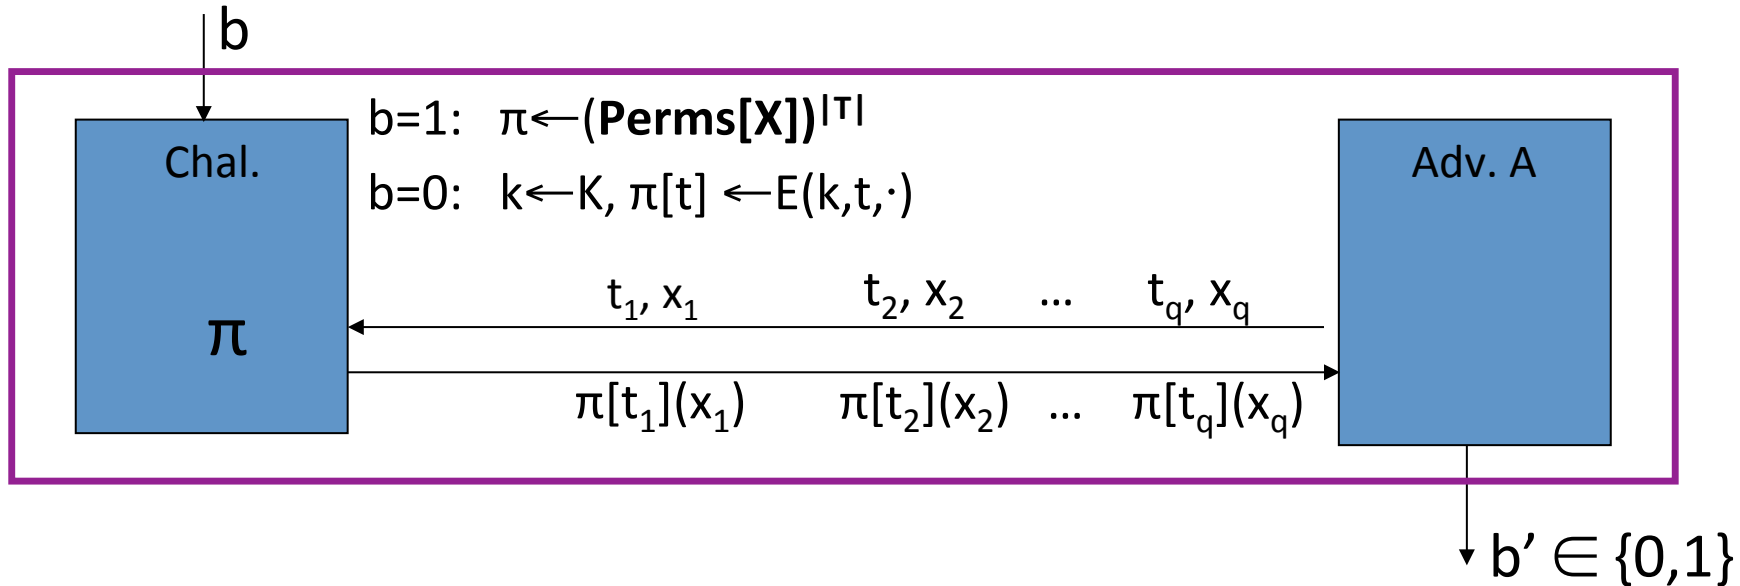 b
b=1: π←(Perms[X])^|T|
Chal.
Adv. A
b=0: k←K, π[t] ←E(k,t,·)
t₁, x₁ t₂, x₂ ... t_q, x_q
π
π[t₁](x₁) π[t₂](x₂) ... π[t_q](x_q)
b’ ∈ {0,1}